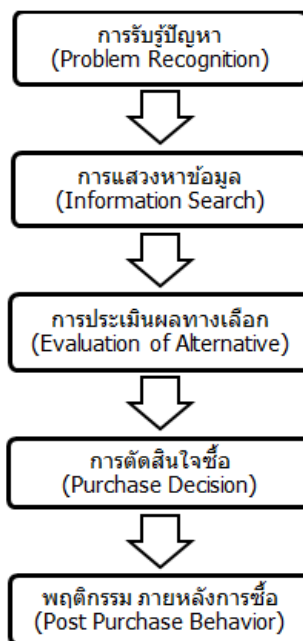 การรับรู้ปัญหา
(Problem Recognition)
การแสวงหาข้อมูล
(Information Search)
การประเมินผลทางเลือก
(Evaluation of Alternative)
การตัดสินใจซื้อ
(Purchase Decision)
พฤติกรรม ภายหลังการซื้อ
(Post Purchase Behavior)